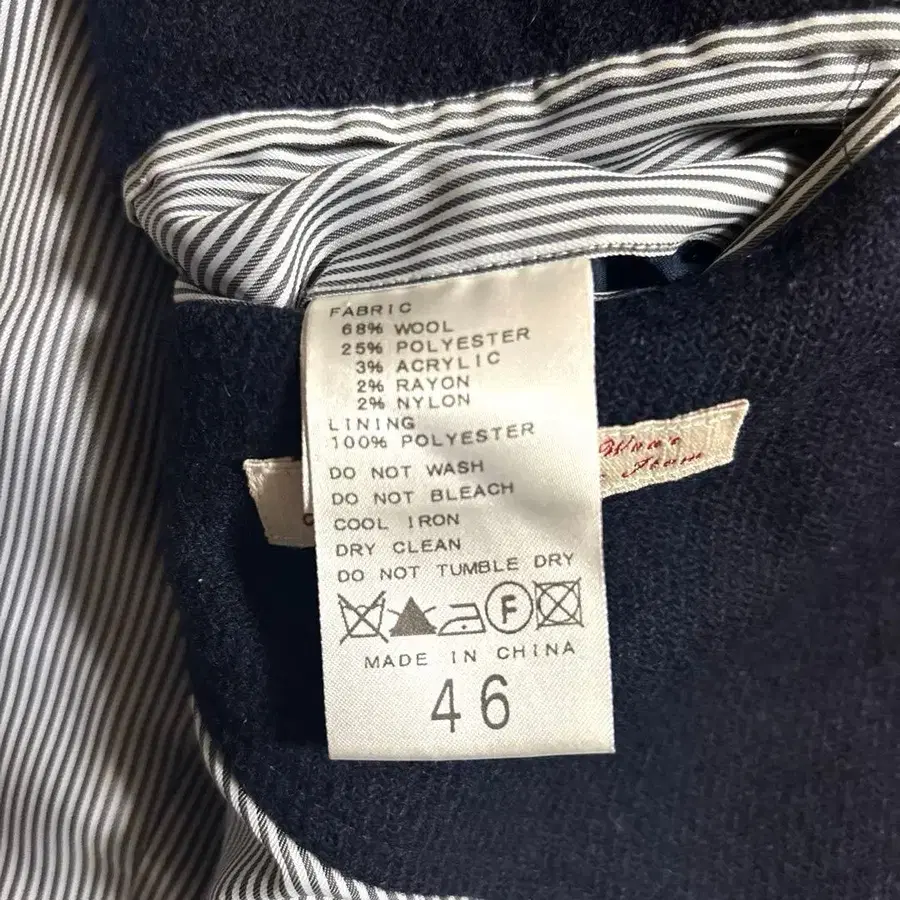 FABRIC
68% WOOL
25% POLYESTER
3% ACRYLIC
2% RAYON
2% NYLON
LINING
100% POLYESTER
DO NOT WASH
DO NOT BLEACH
COOL IRON
DRY CLEAN
DO NOT TUMBLE DRY
F
MADE IN CHINA
46